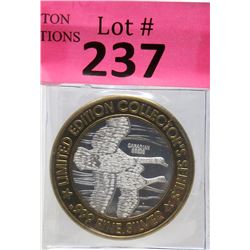 TON
TIONS
Lot #
237
LIMITED EDITION COLLECTOR'S SERIES
CANADIAN
GEESE
.999 FINE SILVER